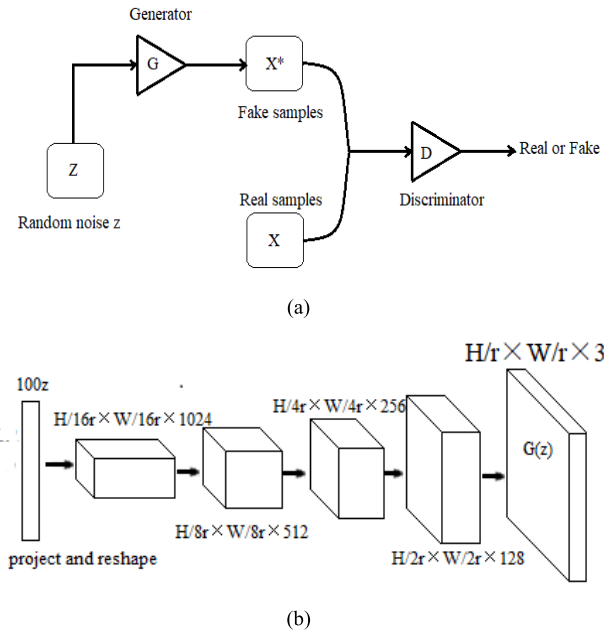 Generator
G
X*
Fake samples
Z
Random noise z
Real samples
X
D
Discriminator
Real or Fake
(a)
H/r×W/r×3
100z
H/16r×W/16r×1024
H/4r×W/4r×256
G(z)
H/8r×W/8r×512
H/2r×W/2r×128
project and reshape
(b)